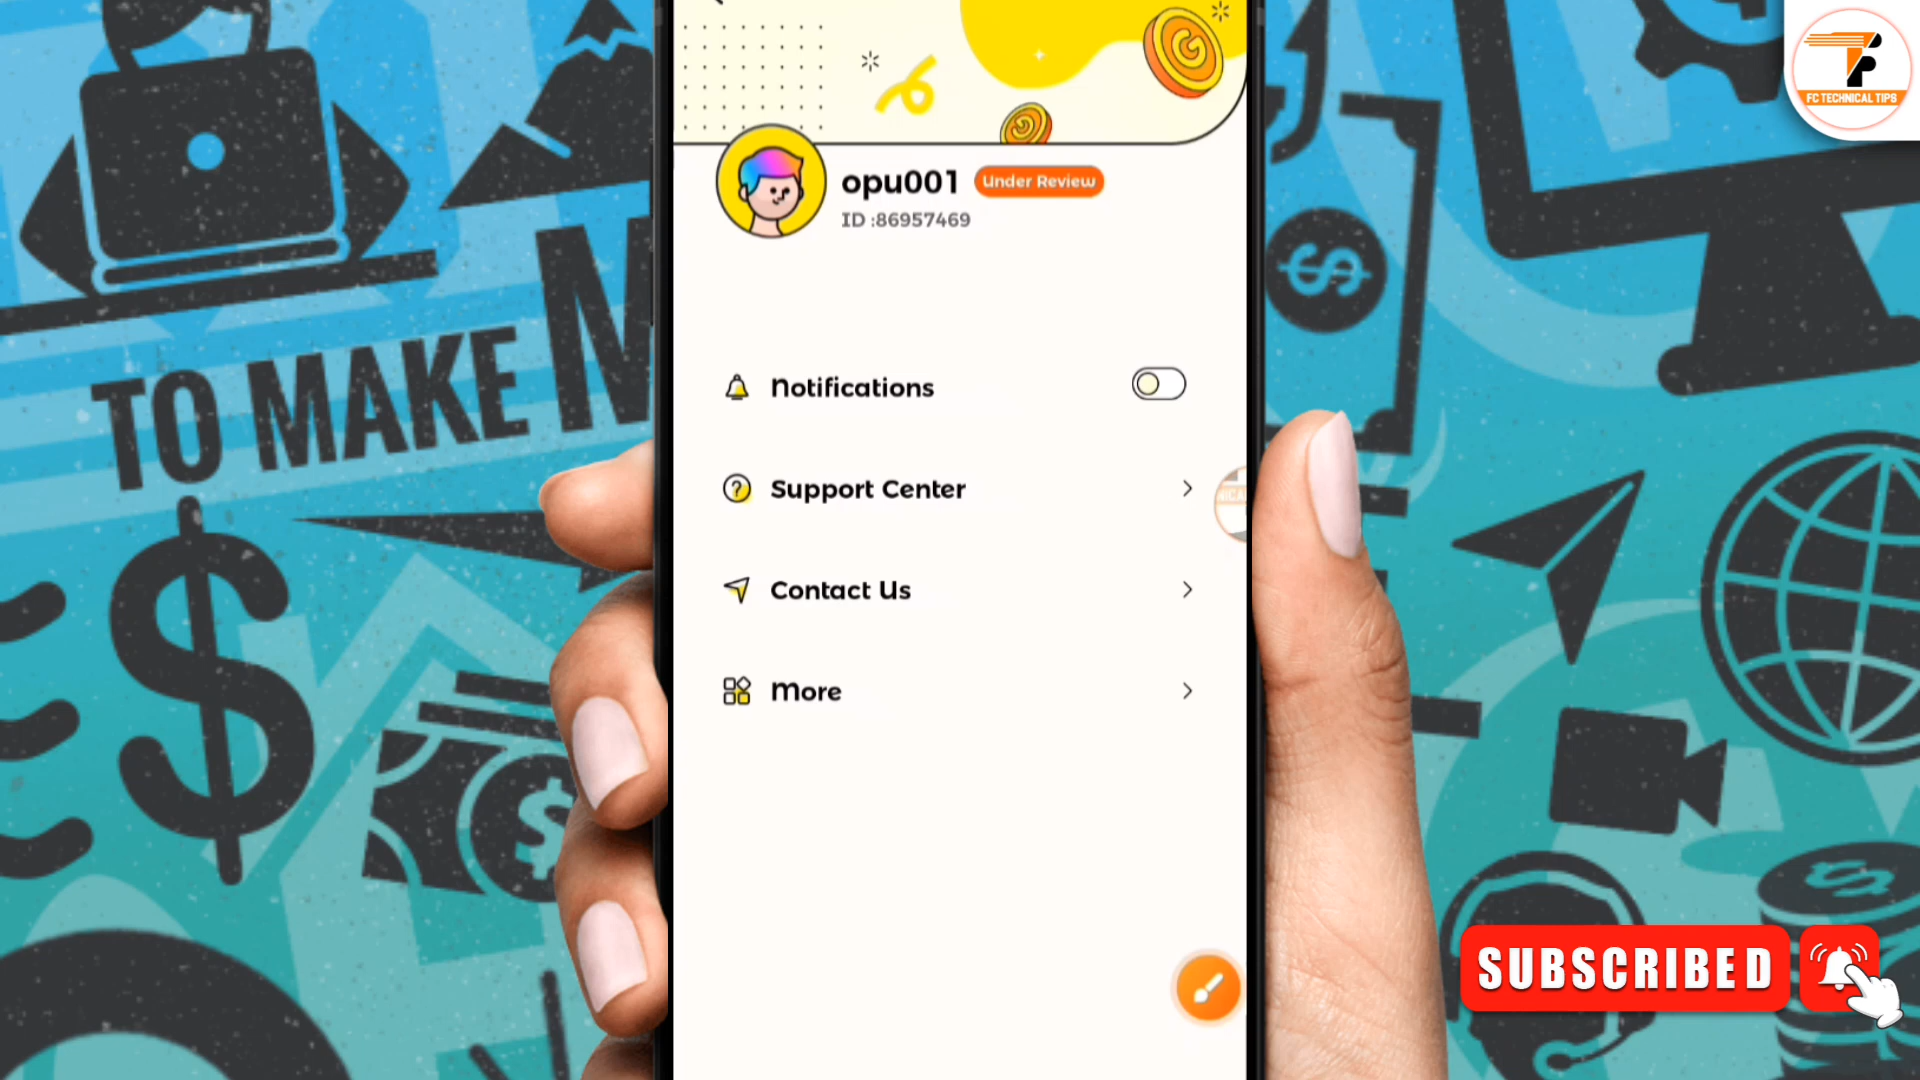 FC TECHNICAL TIPS
opu001 Under Review
ID :86957469
TO MAKE
Notifications
Support Center
Contact Us
More
SUBSCRIBED